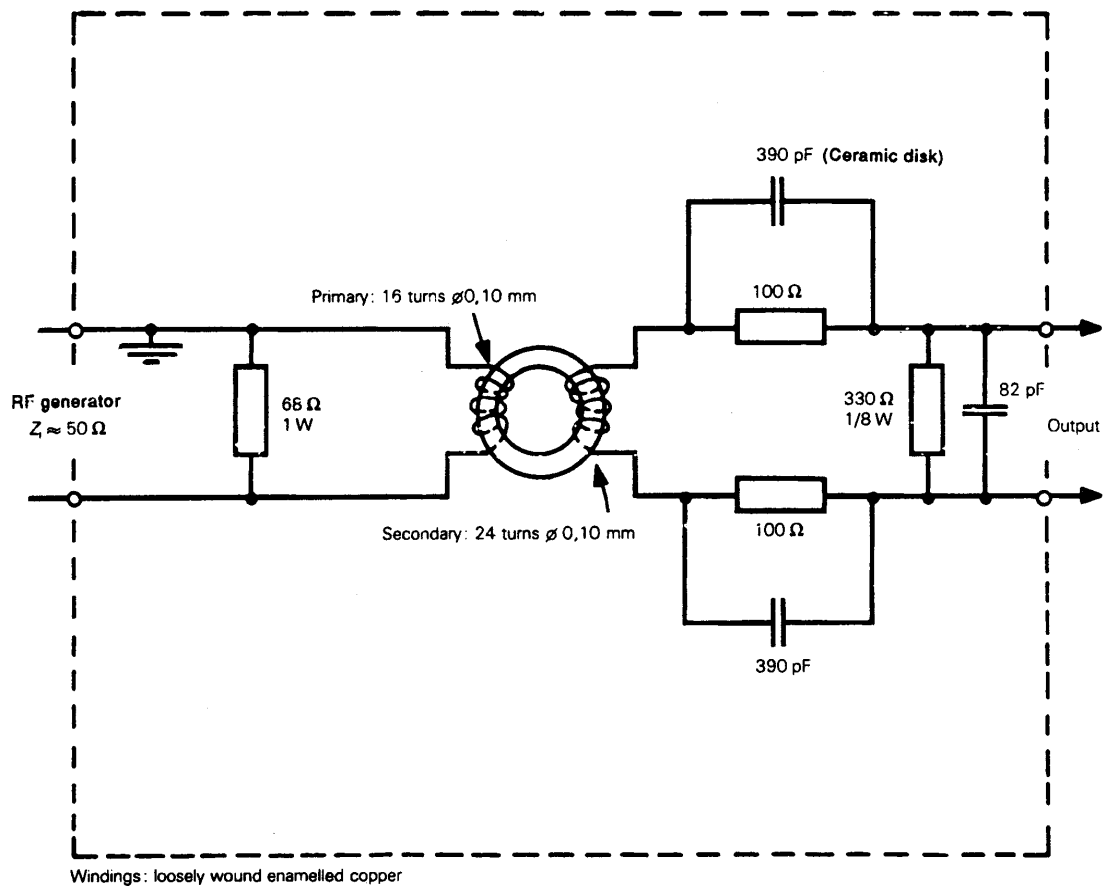 390 pF (Ceramic disk)
Primary: 16 turns ø0,10 mm
100 Ω
RF generator
Zᵢ ≈ 50 Ω
68 Ω
1 W
330 Ω
1/8 W
82 pF
Output
Secondary: 24 turns ø 0,10 mm
100 Ω
390 pF
Windings: loosely wound enamelled copper